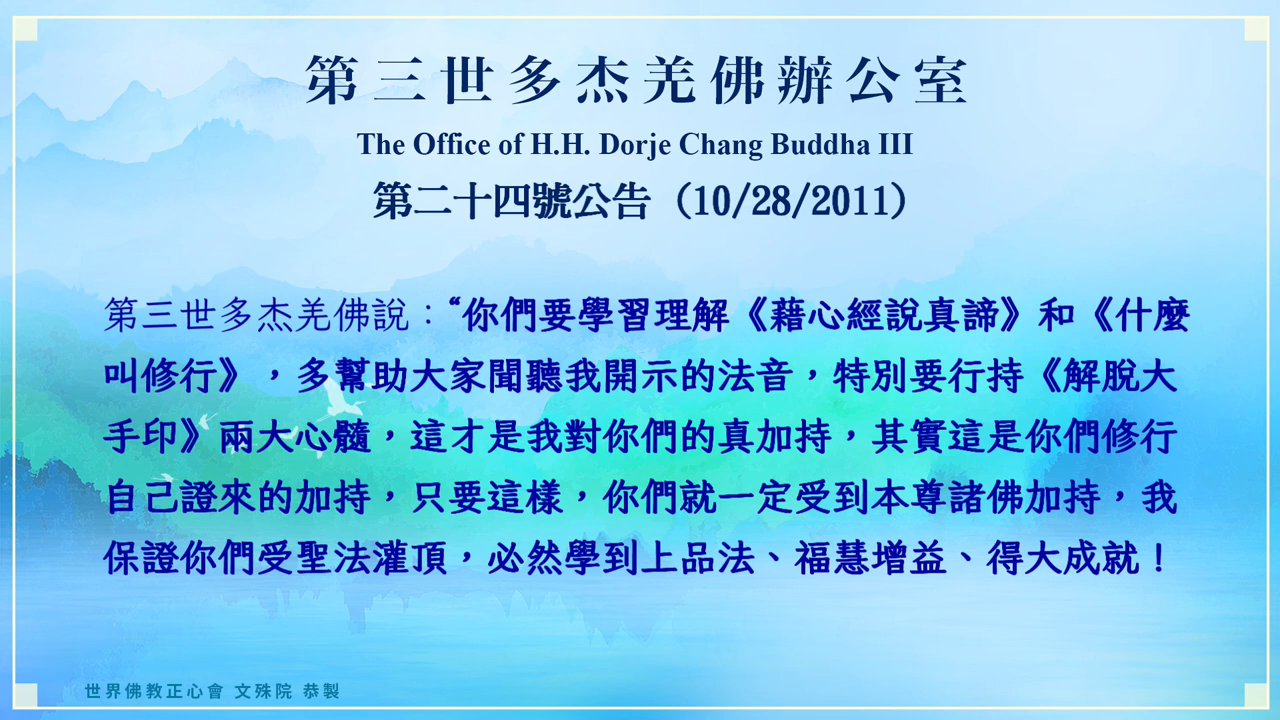 第三世多杰羌佛辦公室
The Office of H.H. Dorje Chang Buddha III
第二十四號公告（10/28/2011）
第三世多杰羌佛說：“你們要學習理解《藉心經說真諦》和《什麼
叫修行》，多幫助大家聞聽我開示的法音，特別要行持《解脫大
手印》兩大心髓，這才是我對你們的真加持，其實這是你們修行
自己證來的加持，只要這樣，你們就一定受到本尊諸佛加持，我
保證你們受聖法灌頂，必然學到上品法、福慧增益、得大成就！
世界佛教正心會 文殊院 恭製